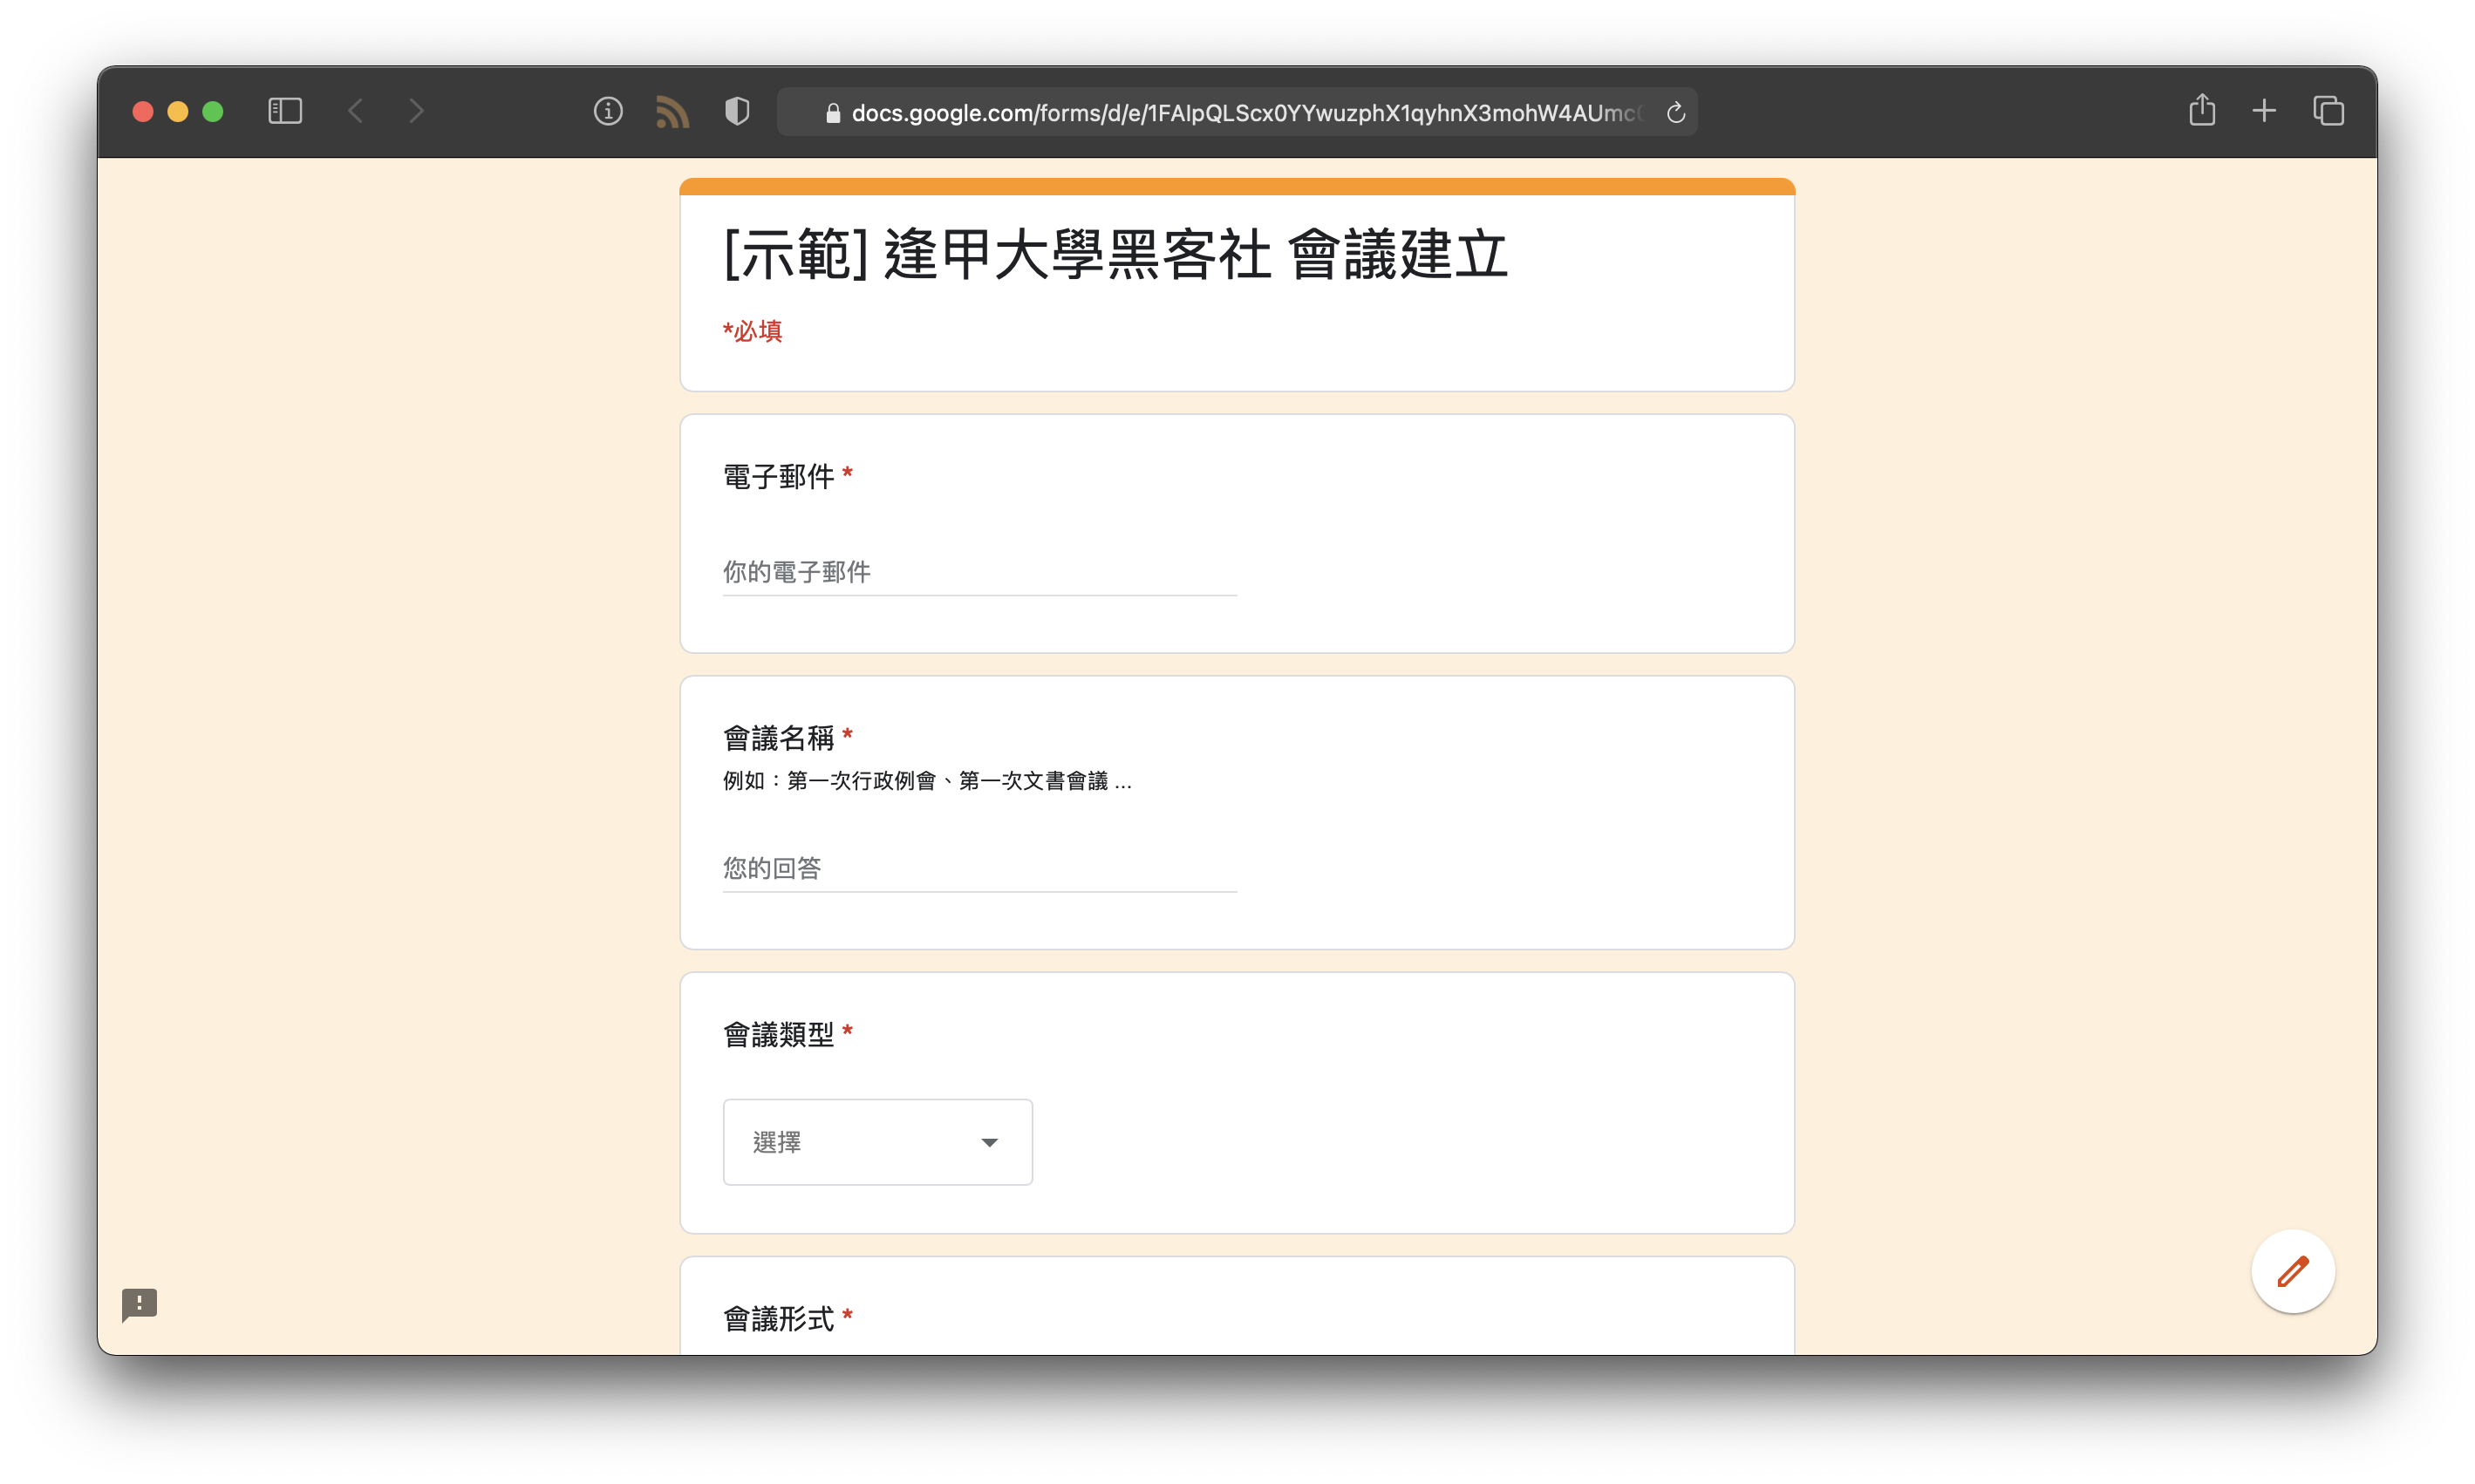 docs.google.com/forms/d/e/1FAIpQLScx0YYwuzphX1qyhnX3mohW4AUmc
[示範] 逢甲大學黑客社 會議建立
*必填
電子郵件 *
你的電子郵件
會議名稱 *
例如：第一次行政例會、第一次文書會議 ...
您的回答
會議類型 *
選擇
會議形式 *